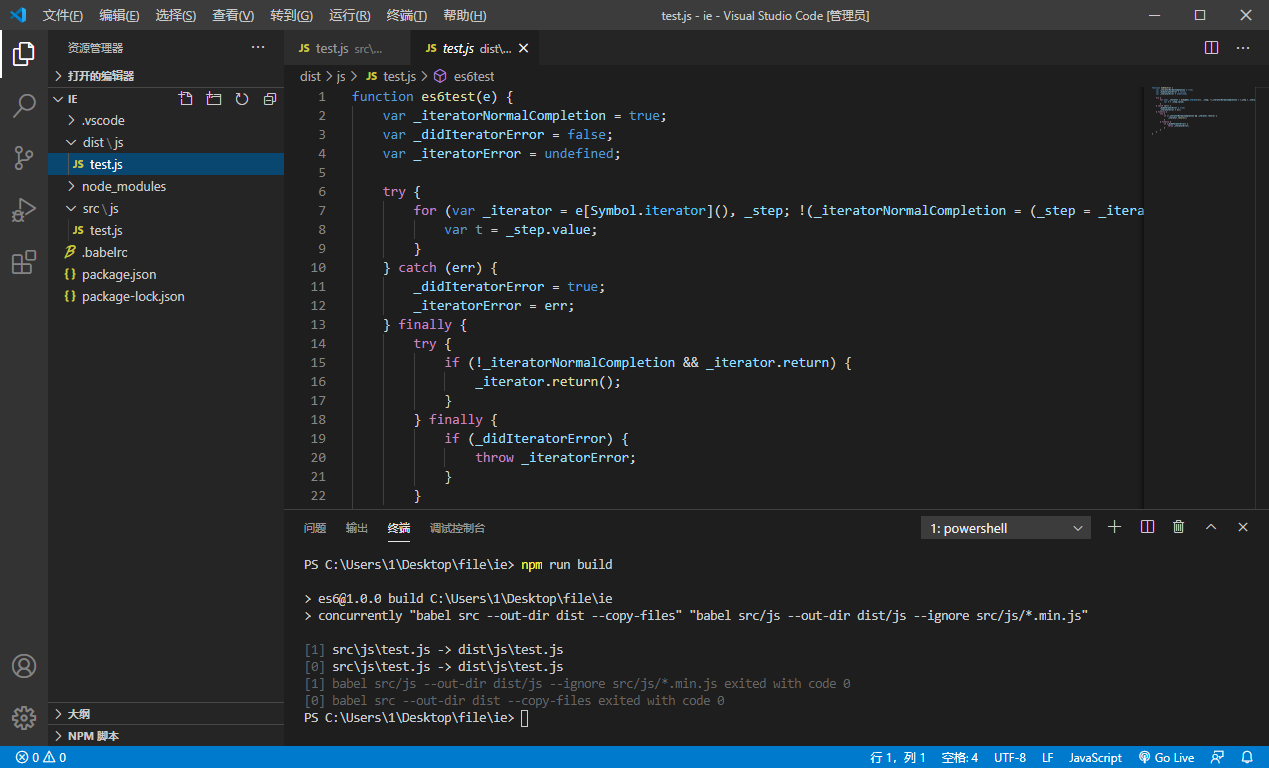 文件(F) 编辑(E) 选择(S) 查看(V) 转到(G) 运行(R) 终端(T) 帮助(H) test.js - ie - Visual Studio Code [管理员]
资源管理器 ···
打开的编辑器
IE
.vscode
dist \ js
JS test.js
node_modules
src \ js
JS test.js
.babelrc
{} package.json
{} package-lock.json
大纲
NPM 脚本
JS test.js src\... JS test.js dist\... ···
dist > js > JS test.js > es6test
1 function es6test(e) {
2 var _iteratorNormalCompletion = true;
3 var _didIteratorError = false;
4 var _iteratorError = undefined;
5
6 try {
7 for (var _iterator = e[Symbol.iterator](), _step; !(_iteratorNormalCompletion = (_step = _itera
8 var t = _step.value;
9 }
10 } catch (err) {
11 _didIteratorError = true;
12 _iteratorError = err;
13 } finally {
14 try {
15 if (!_iteratorNormalCompletion && _iterator.return) {
16 _iterator.return();
17 }
18 } finally {
19 if (_didIteratorError) {
20 throw _iteratorError;
21 }
22 }
问题 输出 终端 调试控制台 1: powershell
PS C:\Users\1\Desktop\file\ie> npm run build
> es6@1.0.0 build C:\Users\1\Desktop\file\ie
> concurrently "babel src --out-dir dist --copy-files" "babel src/js --out-dir dist/js --ignore src/js/*.min.js"
[1] src\js\test.js -> dist\js\test.js
[0] src\js\test.js -> dist\js\test.js
[1] babel src/js --out-dir dist/js --ignore src/js/*.min.js exited with code 0
[0] babel src --out-dir dist --copy-files exited with code 0
PS C:\Users\1\Desktop\file\ie>
0 0 行 1，列 1 空格: 4 UTF-8 LF JavaScript Go Live